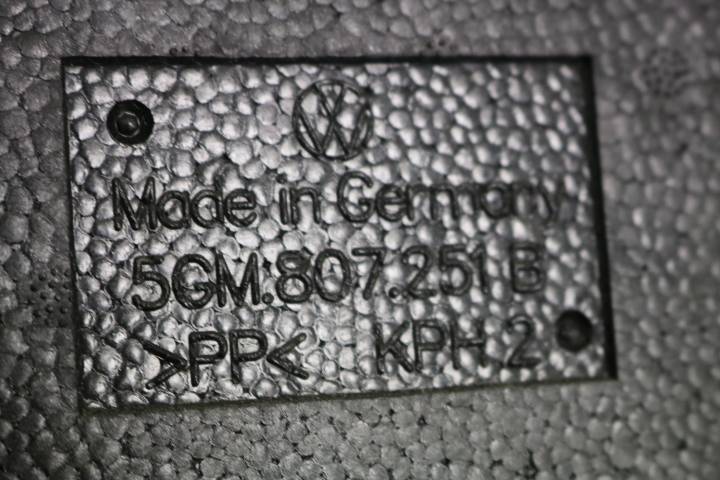 Made in Germany
5GM.807.251 B
>PP< KPH 2